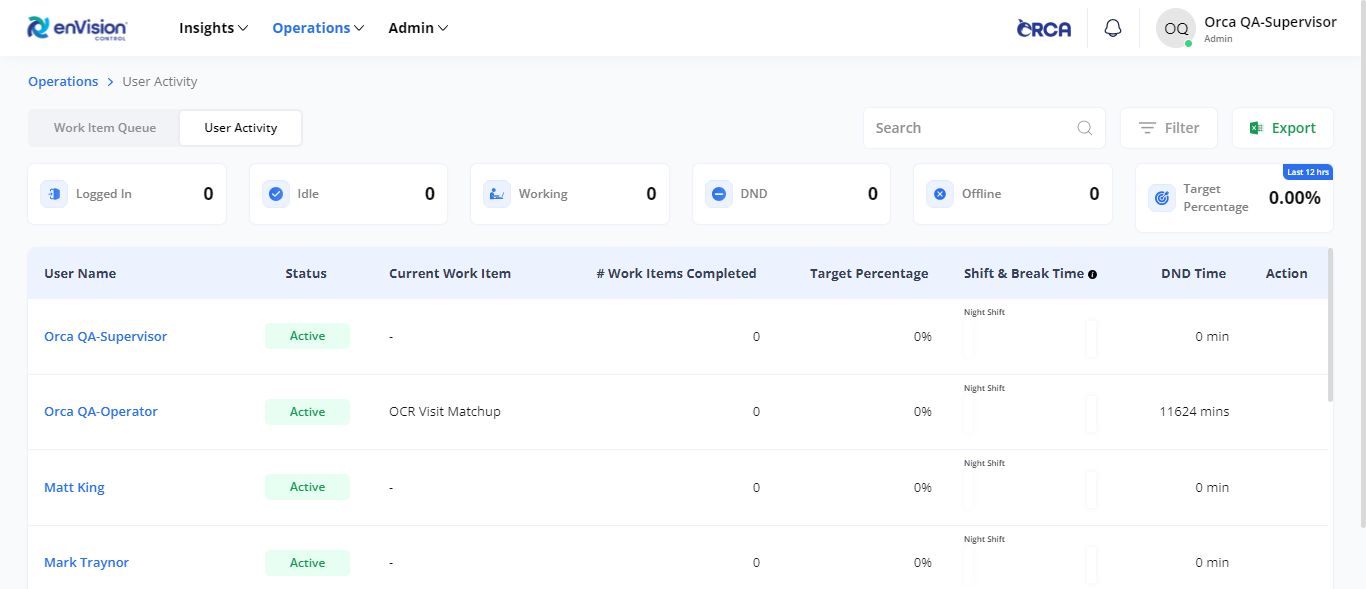 enVision
CONTROL
Insights
Operations
Admin
ORCA
OQ
Orca QA-Supervisor
Admin
Operations > User Activity
Work Item Queue
User Activity
Search
Filter
Export
Logged In 0
Idle 0
Working 0
DND 0
Offline 0
Last 12 hrs
Target
Percentage
0.00%
User Name Status Current Work Item # Work Items Completed Target Percentage Shift & Break Time DND Time Action
Night Shift
Orca QA-Supervisor Active - 0 0% 0 min
Night Shift
Orca QA-Operator Active OCR Visit Matchup 0 0% 11624 mins
Night Shift
Matt King Active - 0 0% 0 min
Night Shift
Mark Traynor Active - 0 0% 0 min